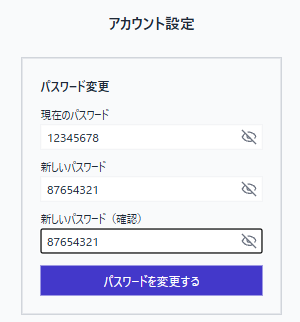 アカウント設定
パスワード変更
現在のパスワード
12345678
新しいパスワード
87654321
新しいパスワード（確認）
87654321
パスワードを変更する